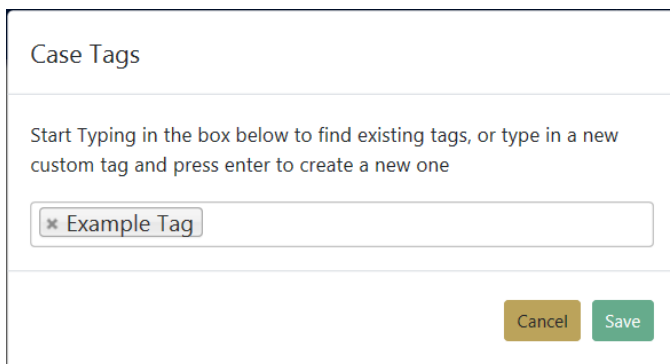 Case Tags
Start Typing in the box below to find existing tags, or type in a new
custom tag and press enter to create a new one
× Example Tag
Cancel Save